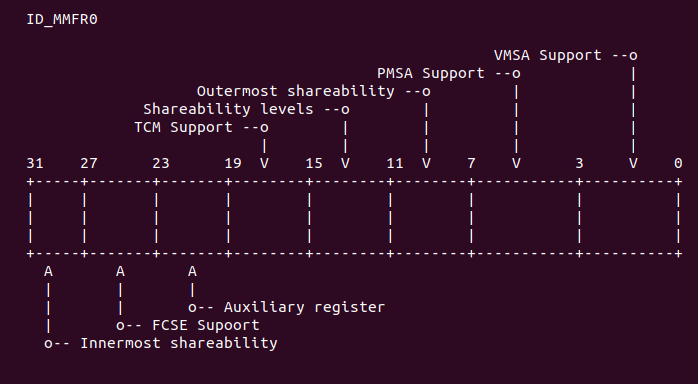 ID_MMFR0
VMSA Support --o
PMSA Support --o |
Outermost shareability --o | |
Shareability levels --o | | |
TCM Support --o | | | |
| | | | |
31 27 23 19 V 15 V 11 V 7 V 3 V 0
+-----+-------+-------+--------+--------+--------+-----------+----------+
| | | | | | | | |
| | | | | | | | |
| | | | | | | | |
+-----+-------+-------+--------+--------+--------+-----------+----------+
A A A
| | |
| | o-- Auxiliary register
| o-- FCSE Supoort
o-- Innermost shareability